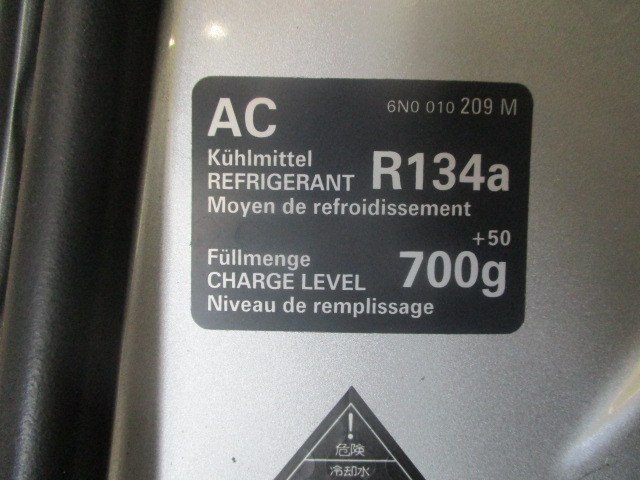 AC 6N0 010 209 M
Kühlmittel
REFRIGERANT R134a
Moyen de refroidissement
+50
Füllmenge
CHARGE LEVEL 700g
Niveau de remplissage
!
危険
冷却水